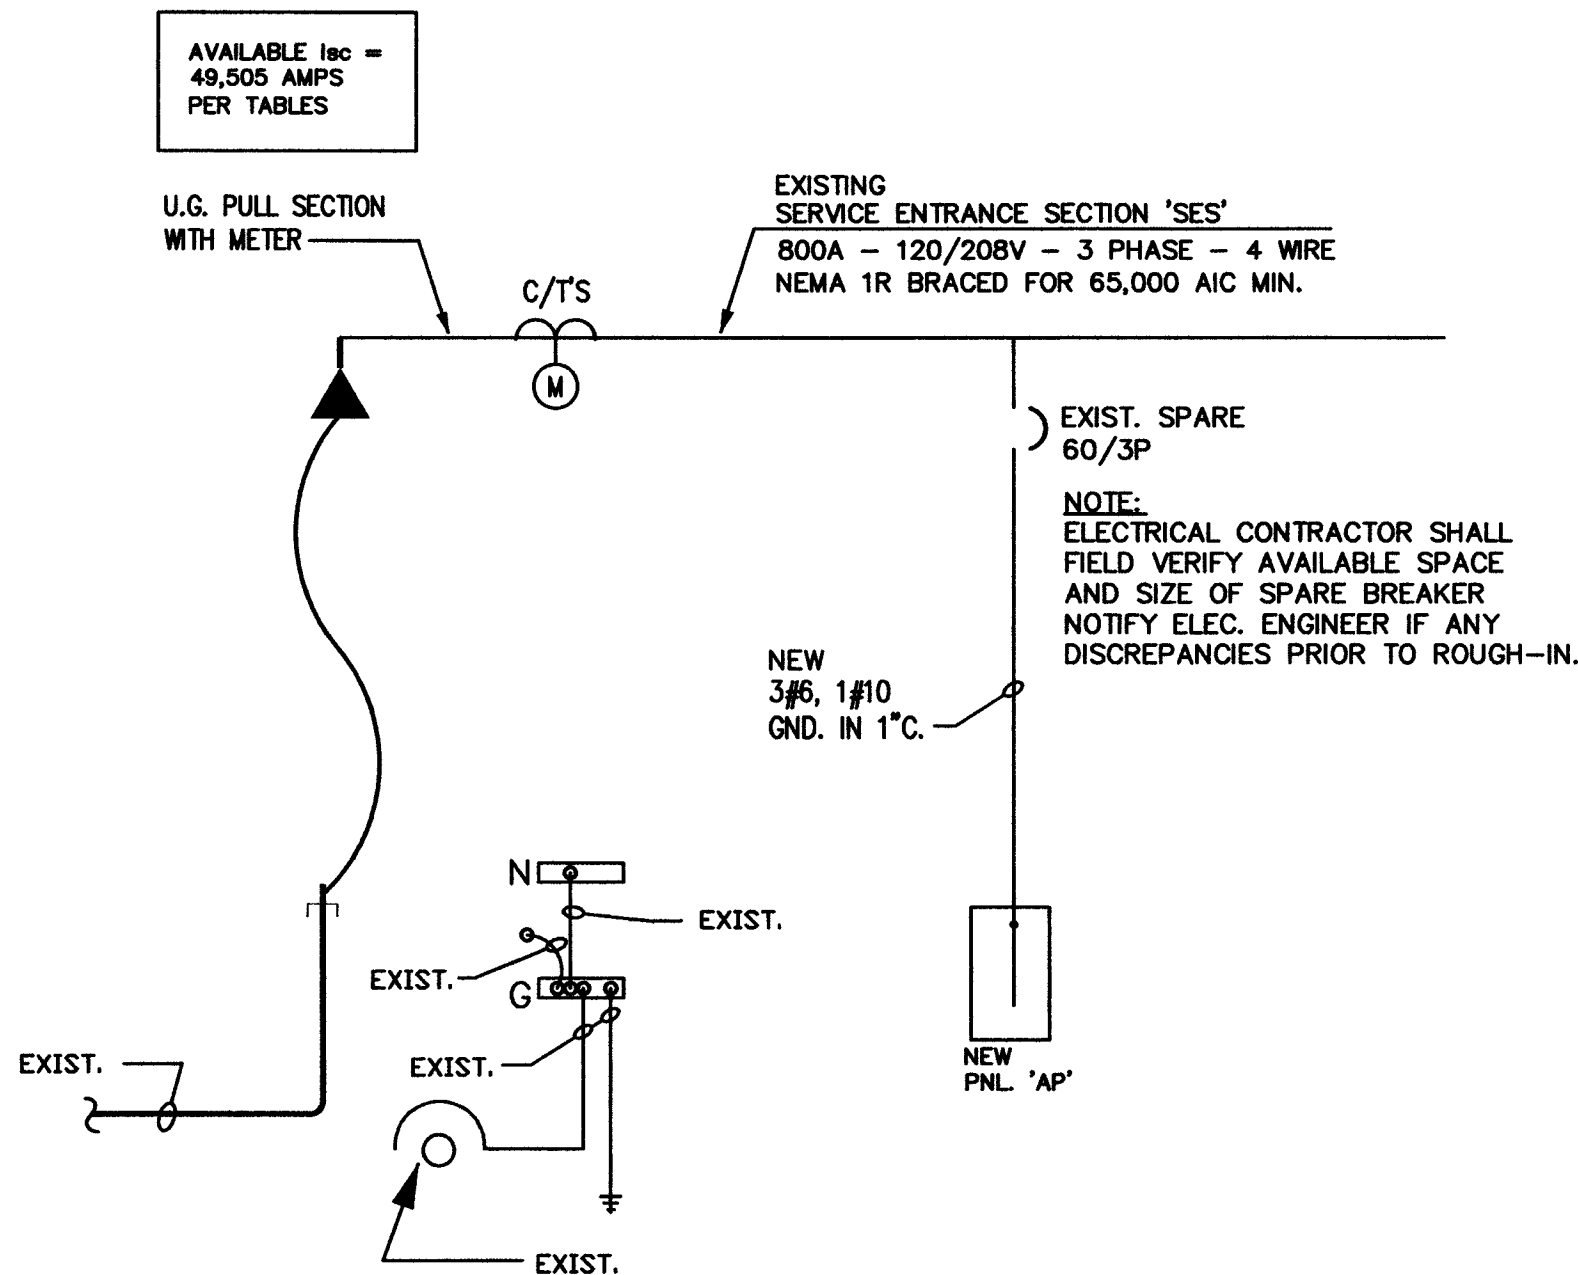 AVAILABLE Isc =
49,505 AMPS
PER TABLES
U.G. PULL SECTION
WITH METER
EXISTING
SERVICE ENTRANCE SECTION 'SES'
800A - 120/208V - 3 PHASE - 4 WIRE
NEMA 1R BRACED FOR 65,000 AIC MIN.
C/T'S
M
EXIST. SPARE
60/3P
NOTE:
ELECTRICAL CONTRACTOR SHALL
FIELD VERIFY AVAILABLE SPACE
AND SIZE OF SPARE BREAKER
NOTIFY ELEC. ENGINEER IF ANY
DISCREPANCIES PRIOR TO ROUGH-IN.
NEW
3#6, 1#10
GND. IN 1"C.
N
EXIST.
EXIST.
G
EXIST.
EXIST.
NEW
PNL. 'AP'
EXIST.